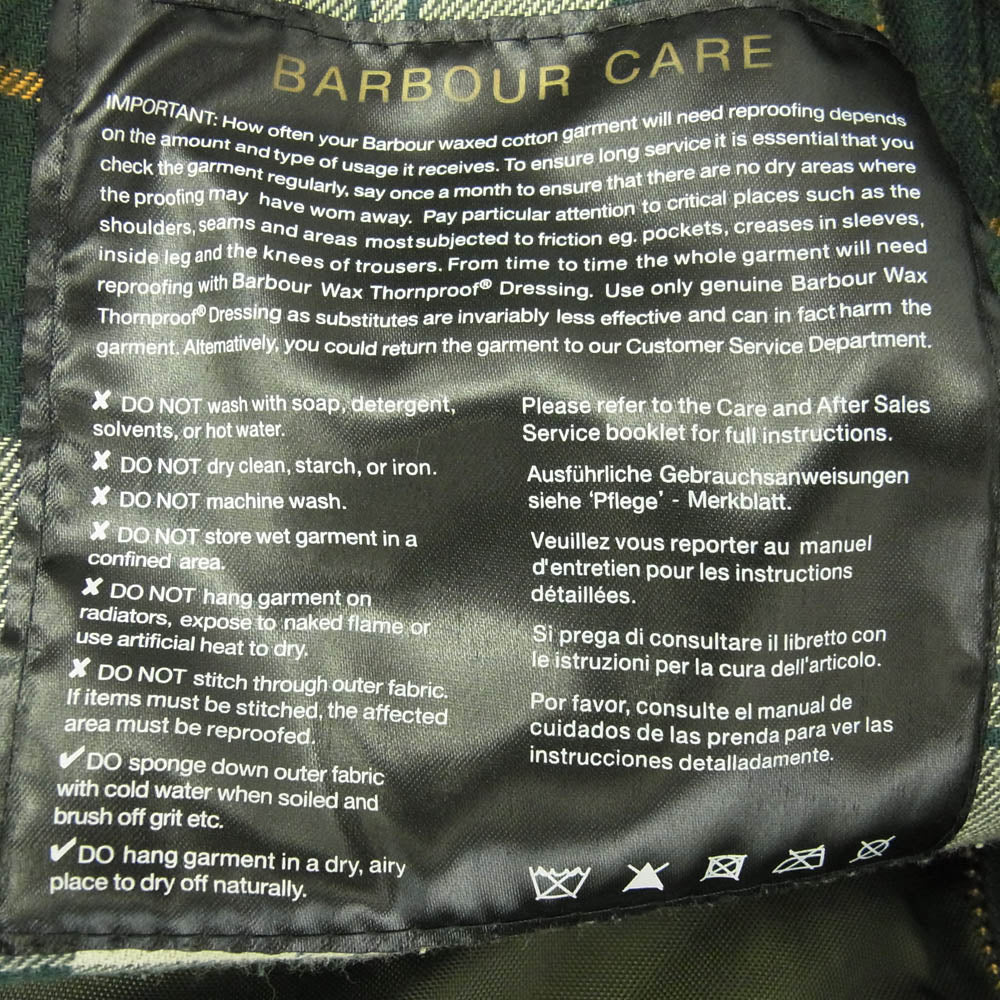 BARBOUR CARE
IMPORTANT: How often your Barbour waxed cotton garment will need reproofing depends
on the amount and type of usage it receives. To ensure long service it is essential that you
check the garment regularly, say once a month to ensure that there are no dry areas where
the proofing may have worn away. Pay particular attention to critical places such as the
shoulders, seams and areas most subjected to friction eg. pockets, creases in sleeves,
inside leg and the knees of trousers. From time to time the whole garment will need
reproofing with Barbour Wax Thornproof® Dressing. Use only genuine Barbour Wax
Thornproof® Dressing as substitutes are invariably less effective and can in fact harm the
garment. Alternatively, you could return the garment to our Customer Service Department.
✘ DO NOT wash with soap, detergent,
solvents, or hot water.
✘ DO NOT dry clean, starch, or iron.
✘ DO NOT machine wash.
✘ DO NOT store wet garment in a
confined area.
✘ DO NOT hang garment on
radiators, expose to naked flame or
use artificial heat to dry.
✘ DO NOT stitch through outer fabric.
If items must be stitched, the affected
area must be reproofed.
✔ DO sponge down outer fabric
with cold water when soiled and
brush off grit etc.
✔ DO hang garment in a dry, airy
place to dry off naturally.
Please refer to the Care and After Sales
Service booklet for full instructions.
Ausführliche Gebrauchsanweisungen
siehe 'Pflege' - Merkblatt.
Veuillez vous reporter au manuel
d'entretien pour les instructions
détaillées.
Si prega di consultare il libretto con
le istruzioni per la cura dell'articolo.
Por favor, consulte el manual de
cuidados de las prenda para ver las
instrucciones detalladamente.